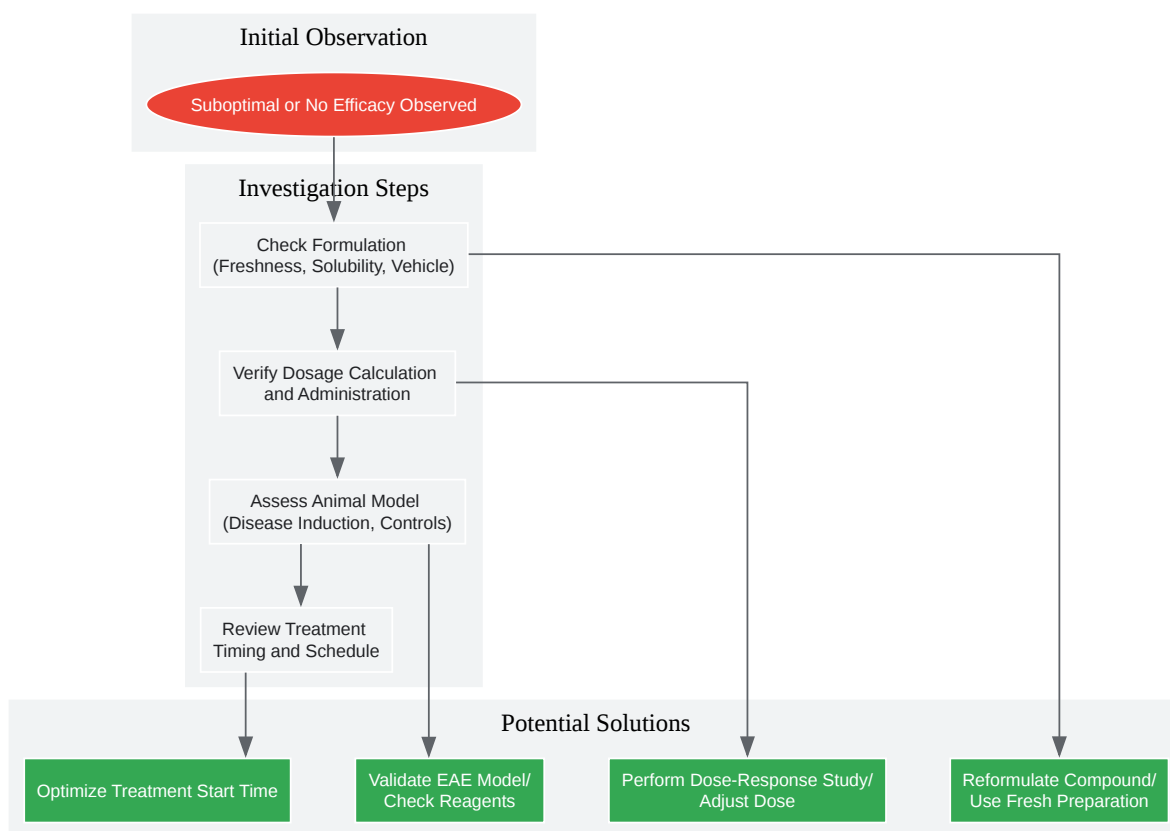 Initial Observation
Suboptimal or No Efficacy Observed
Investigation Steps
Check Formulation
(Freshness, Solubility, Vehicle)
Verify Dosage Calculation
and Administration
Assess Animal Model
(Disease Induction, Controls)
Review Treatment
Timing and Schedule
Potential Solutions
Optimize Treatment Start Time
Validate EAE Model/
Check Reagents
Perform Dose-Response Study/
Adjust Dose
Reformulate Compound/
Use Fresh Preparation